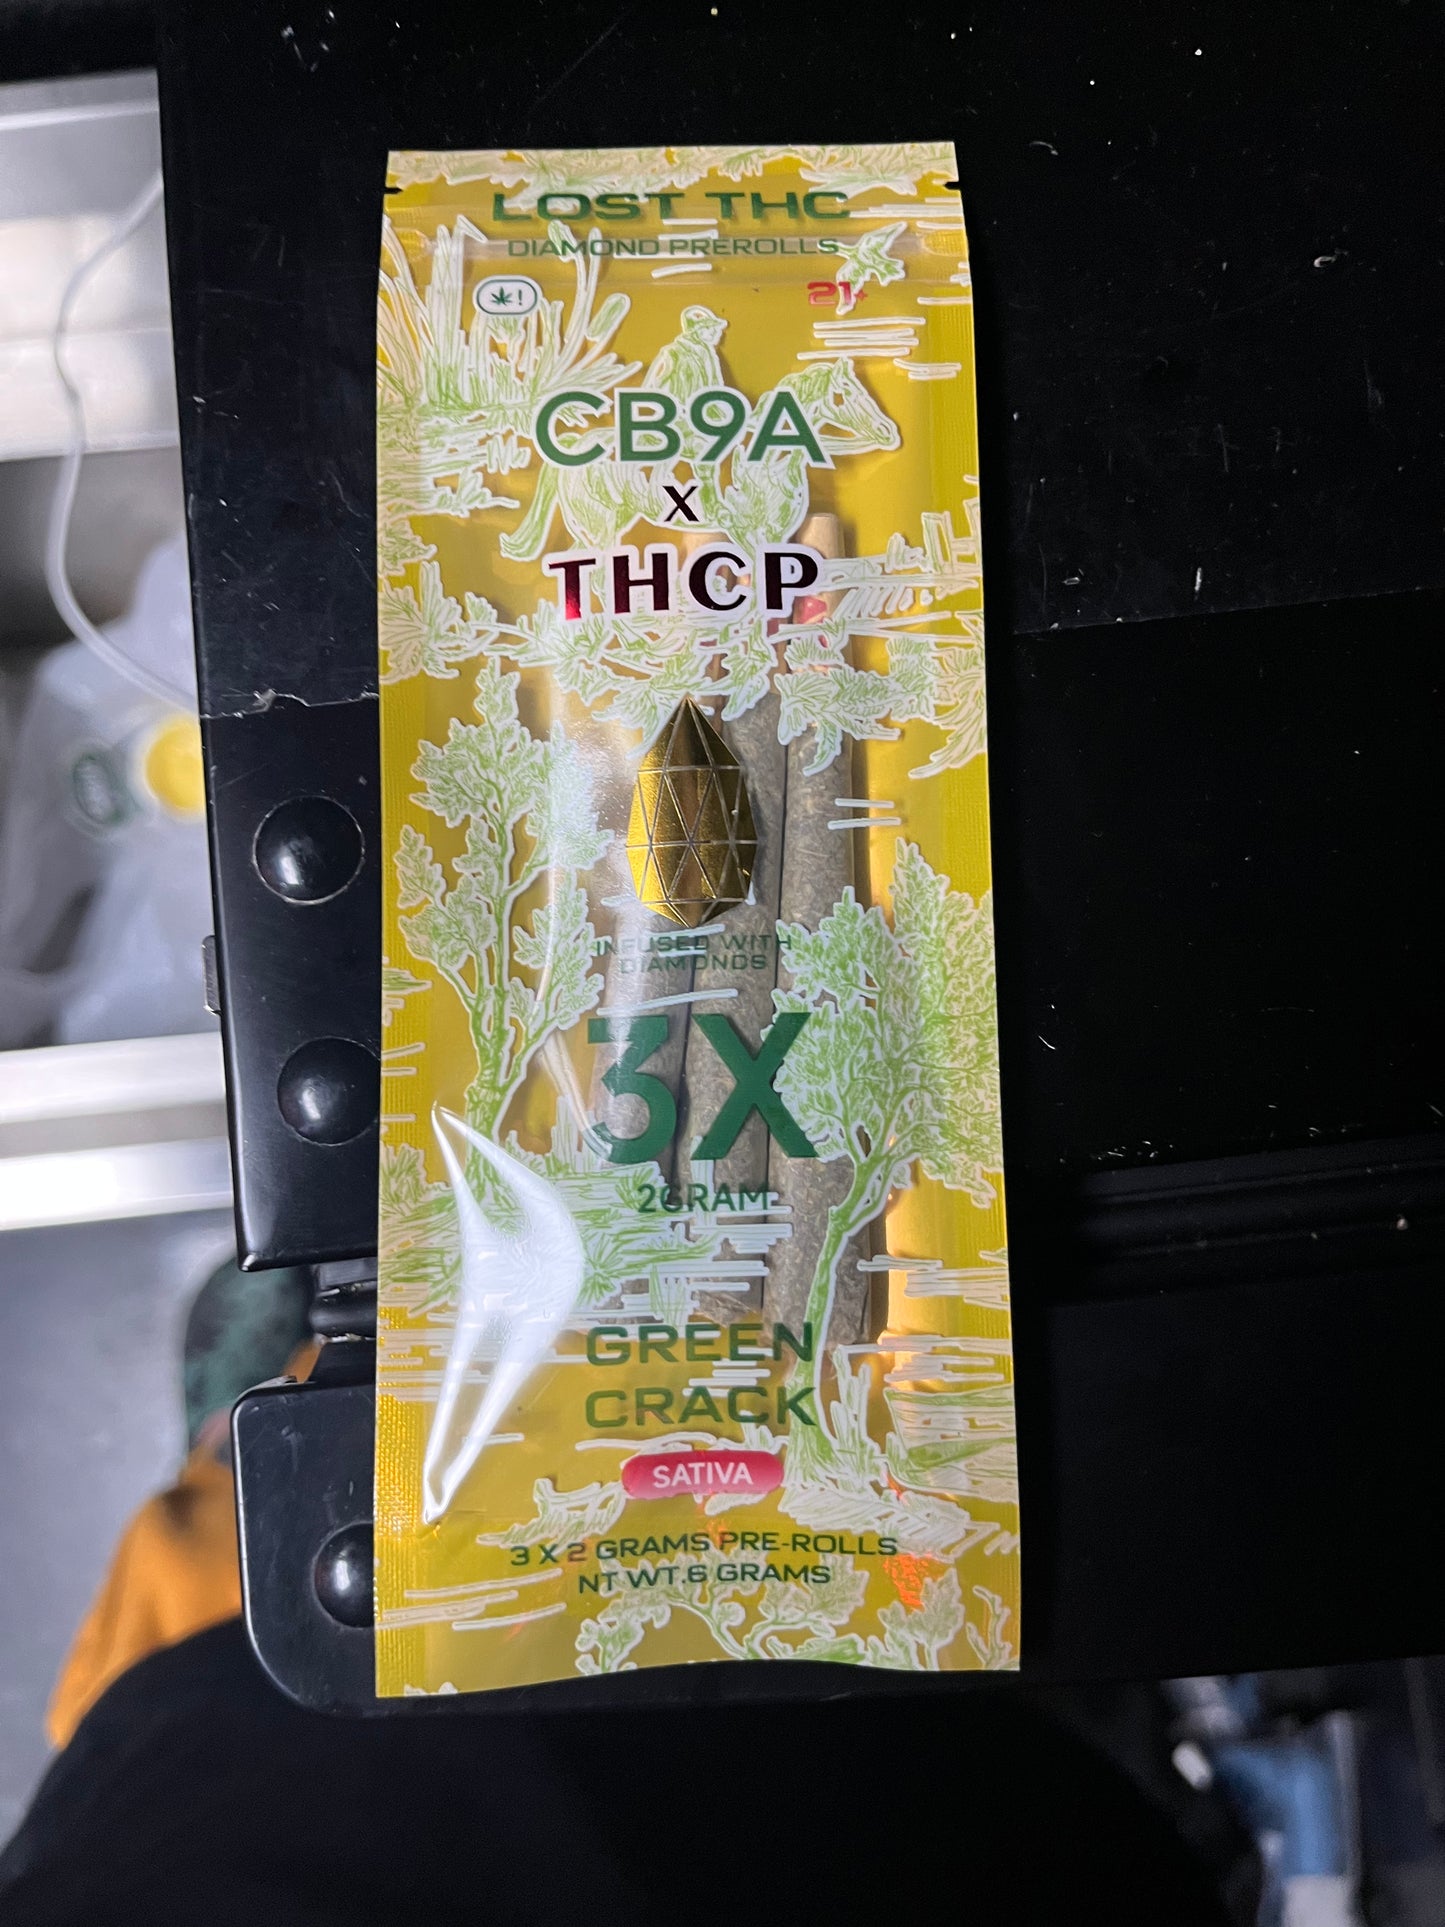 LOST THC
DIAMOND PREROLLS
!
21+
CB9A
X
THCP
INFUSED WITH
DIAMONDS
3X
2GRAM
GREEN
CRACK
SATIVA
3 X 2 GRAMS PRE-ROLLS
NT WT.6 GRAMS